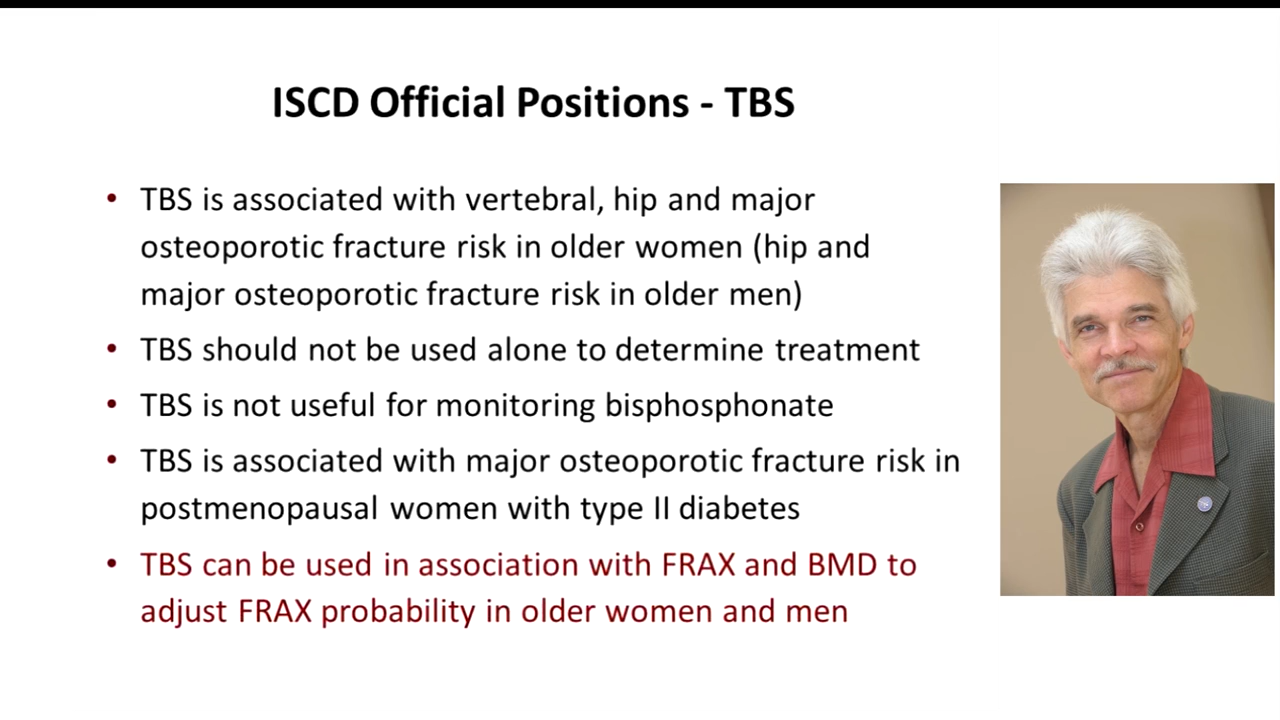 ISCD Official Positions - TBS
• TBS is associated with vertebral, hip and major
osteoporotic fracture risk in older women (hip and
major osteoporotic fracture risk in older men)
• TBS should not be used alone to determine treatment
• TBS is not useful for monitoring bisphosphonate
• TBS is associated with major osteoporotic fracture risk in
postmenopausal women with type II diabetes
• TBS can be used in association with FRAX and BMD to
adjust FRAX probability in older women and men